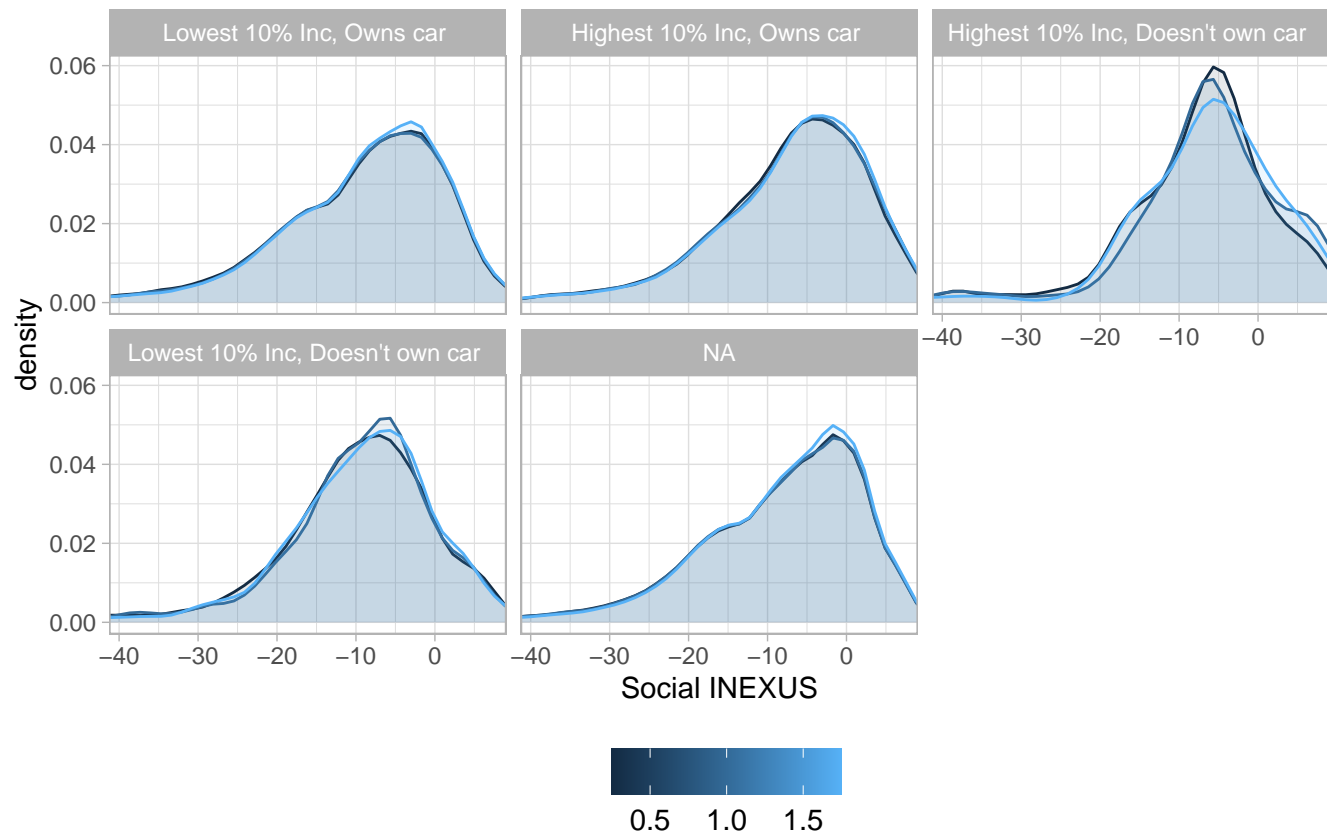 Lowest 10% Inc, Owns car
Highest 10% Inc, Owns car
Highest 10% Inc, Doesn't own car
0.06
0.04
0.02
0.00
−40 −30 −20 −10 0
density
Lowest 10% Inc, Doesn't own car
NA
0.06
0.04
0.02
0.00
−40 −30 −20 −10 0
−40 −30 −20 −10 0
Social INEXUS
0.5 1.0 1.5